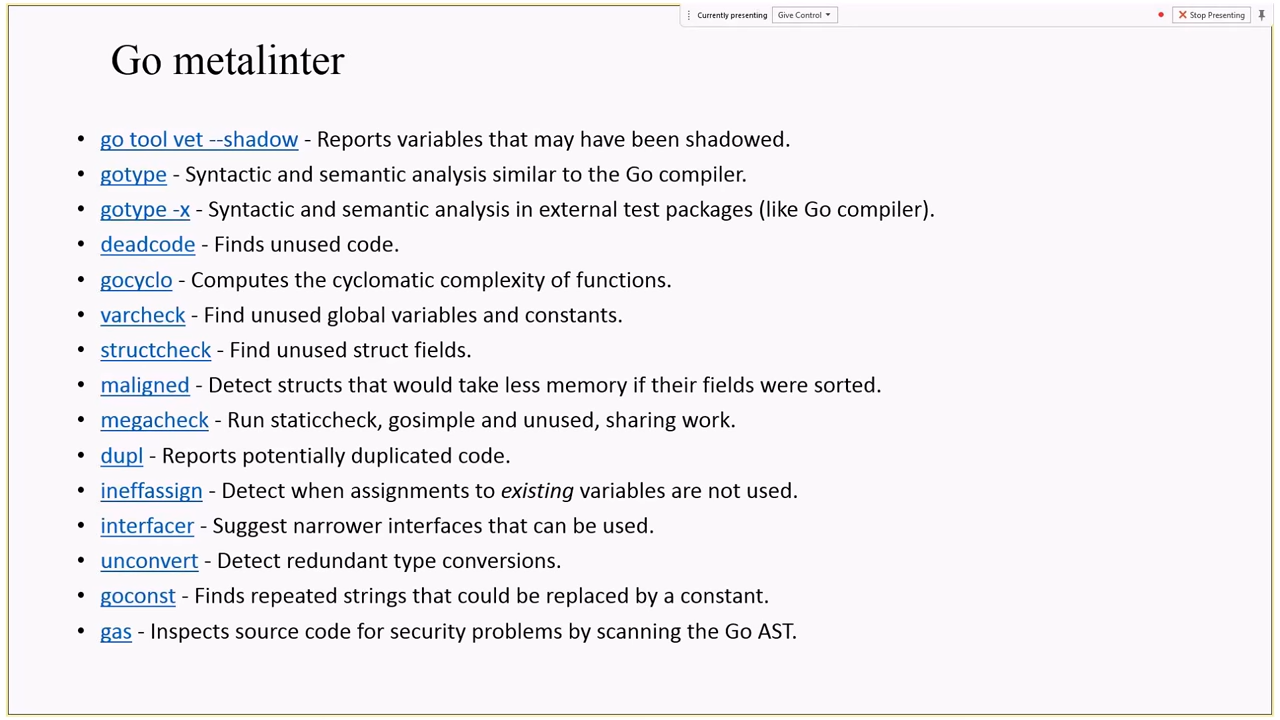 Currently presenting Give Control Stop Presenting
Go metalinter
• go tool vet --shadow - Reports variables that may have been shadowed.
• gotype - Syntactic and semantic analysis similar to the Go compiler.
• gotype -x - Syntactic and semantic analysis in external test packages (like Go compiler).
• deadcode - Finds unused code.
• gocyclo - Computes the cyclomatic complexity of functions.
• varcheck - Find unused global variables and constants.
• structcheck - Find unused struct fields.
• maligned - Detect structs that would take less memory if their fields were sorted.
• megacheck - Run staticcheck, gosimple and unused, sharing work.
• dupl - Reports potentially duplicated code.
• ineffassign - Detect when assignments to existing variables are not used.
• interfacer - Suggest narrower interfaces that can be used.
• unconvert - Detect redundant type conversions.
• goconst - Finds repeated strings that could be replaced by a constant.
• gas - Inspects source code for security problems by scanning the Go AST.